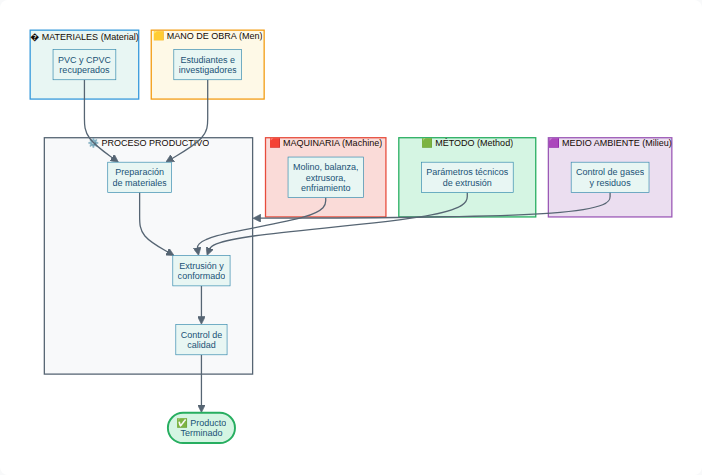 � MATERIALES (Material)
🟨 MANO DE OBRA (Men)
PVC y CPVC
recuperados
Estudiantes e
investigadores
⚙️ PROCESO PRODUCTIVO
🟥 MAQUINARIA (Machine)
🟩 MÉTODO (Method)
🟪 MEDIO AMBIENTE (Milieu)
Preparación
de materiales
Molino, balanza,
extrusora,
enfriamiento
Parámetros técnicos
de extrusión
Control de gases
y residuos
Extrusión y
conformado
Control de
calidad
✅ Producto
Terminado